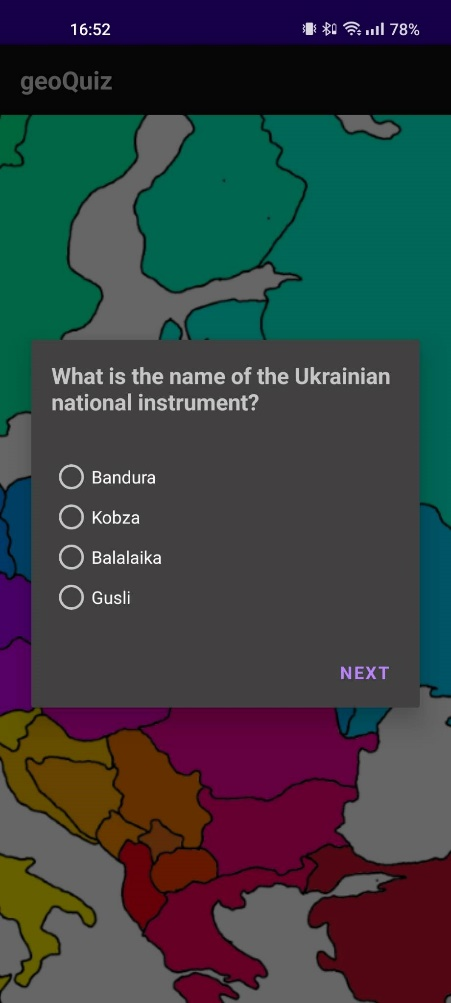 16:52
78%
geoQuiz
What is the name of the Ukrainian
national instrument?
Bandura
Kobza
Balalaika
Gusli
NEXT